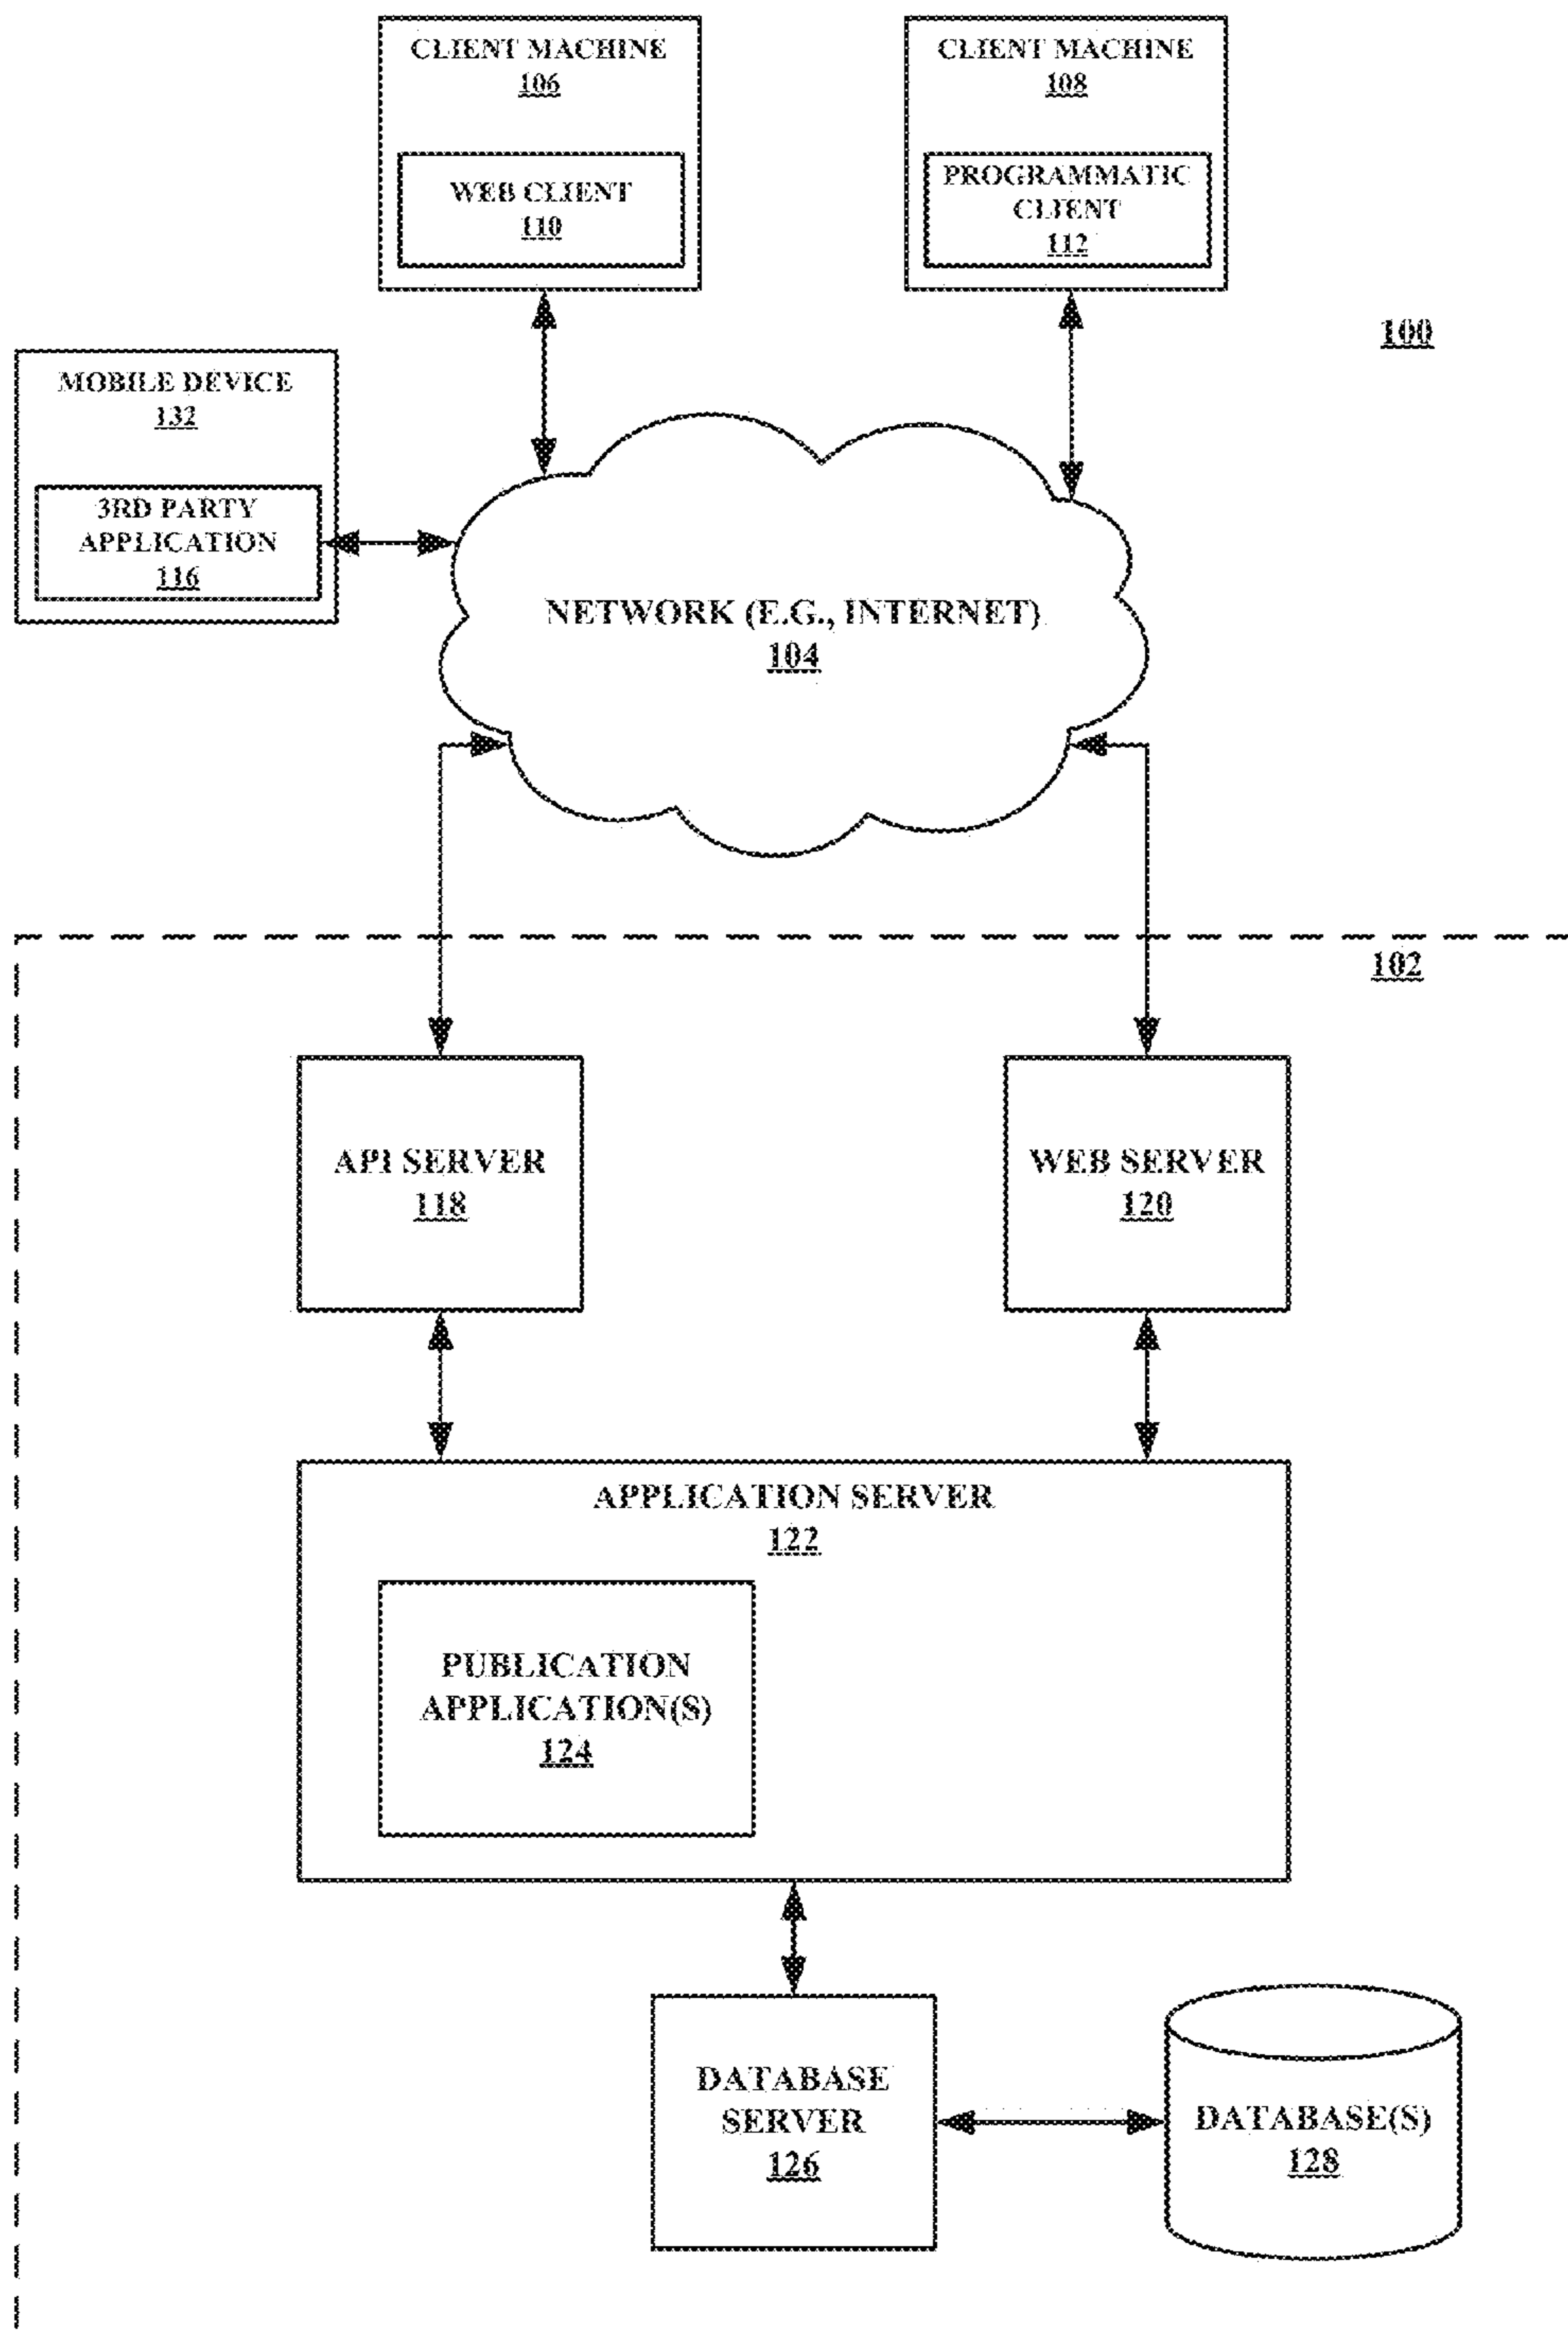 CLIENT MACHINE
106
WEB CLIENT
110
CLIENT MACHINE
108
PROGRAMMATIC
CLIENT
112
100
MOBILE DEVICE
132
3RD PARTY
APPLICATION
116
NETWORK (E.G., INTERNET)
104
102
API SERVER
118
WEB SERVER
120
APPLICATION SERVER
122
PUBLICATION
APPLICATION(S)
124
DATABASE
SERVER
126
DATABASE(S)
128